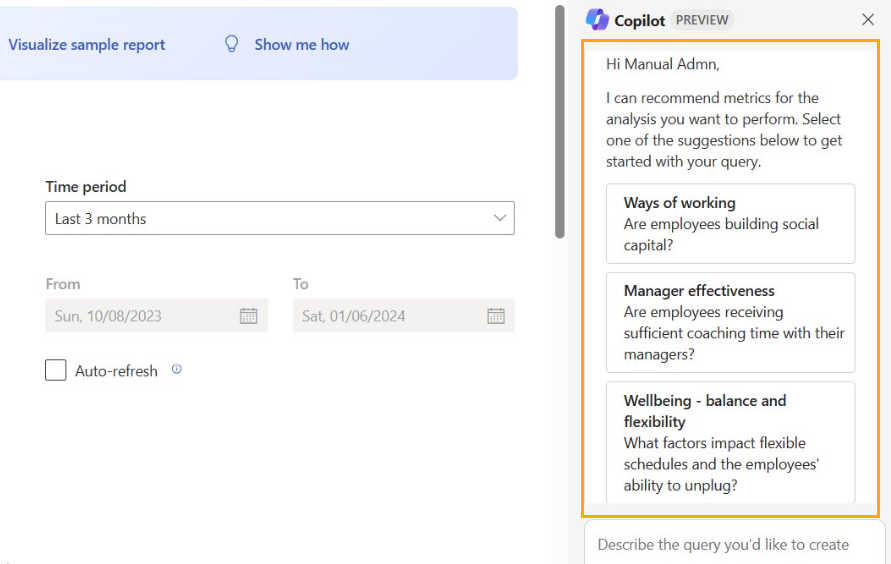 Visualize sample report
Show me how
Time period
Last 3 months
From
To
Sun, 10/08/2023
Sat, 01/06/2024
Auto-refresh
Copilot PREVIEW
Hi Manual Admn,
I can recommend metrics for the
analysis you want to perform. Select
one of the suggestions below to get
started with your query.
Ways of working
Are employees building social
capital?
Manager effectiveness
Are employees receiving
sufficient coaching time with their
managers?
Wellbeing - balance and
flexibility
What factors impact flexible
schedules and the employees'
ability to unplug?
Describe the query you'd like to create